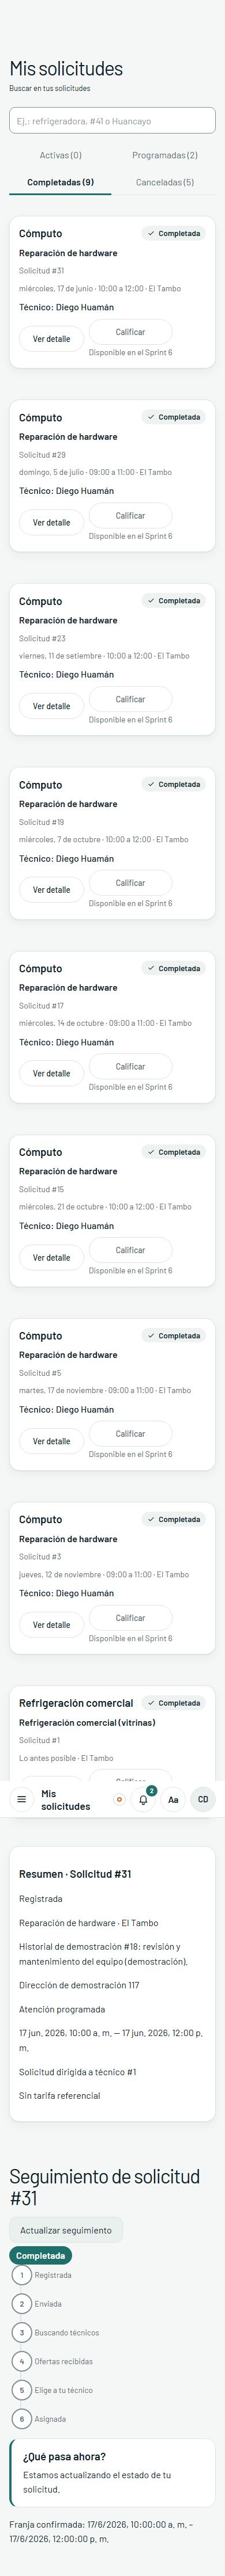 Mis solicitudes
Buscar en tus solicitudes
Ej.: refrigeradora, #41 o Huancayo
Activas (0)
Programadas (2)
Completadas (9)
Canceladas (5)
Cómputo
Completada
Reparación de hardware
Solicitud #31
miércoles, 17 de junio · 10:00 a 12:00 · El Tambo
Técnico: Diego Huamán
Ver detalle
Calificar
Disponible en el Sprint 6
Cómputo
Completada
Reparación de hardware
Solicitud #29
domingo, 5 de julio · 09:00 a 11:00 · El Tambo
Técnico: Diego Huamán
Ver detalle
Calificar
Disponible en el Sprint 6
Cómputo
Completada
Reparación de hardware
Solicitud #23
viernes, 11 de setiembre · 10:00 a 12:00 · El Tambo
Técnico: Diego Huamán
Ver detalle
Calificar
Disponible en el Sprint 6
Cómputo
Completada
Reparación de hardware
Solicitud #19
miércoles, 7 de octubre · 10:00 a 12:00 · El Tambo
Técnico: Diego Huamán
Ver detalle
Calificar
Disponible en el Sprint 6
Cómputo
Completada
Reparación de hardware
Solicitud #17
miércoles, 14 de octubre · 09:00 a 11:00 · El Tambo
Técnico: Diego Huamán
Ver detalle
Calificar
Disponible en el Sprint 6
Cómputo
Completada
Reparación de hardware
Solicitud #15
miércoles, 21 de octubre · 10:00 a 12:00 · El Tambo
Técnico: Diego Huamán
Ver detalle
Calificar
Disponible en el Sprint 6
Cómputo
Completada
Reparación de hardware
Solicitud #5
martes, 17 de noviembre · 09:00 a 11:00 · El Tambo
Técnico: Diego Huamán
Ver detalle
Calificar
Disponible en el Sprint 6
Cómputo
Completada
Reparación de hardware
Solicitud #3
jueves, 12 de noviembre · 09:00 a 11:00 · El Tambo
Técnico: Diego Huamán
Ver detalle
Calificar
Disponible en el Sprint 6
Refrigeración comercial
Completada
Refrigeración comercial (vitrinas)
Solicitud #1
Lo antes posible · El Tambo
Mis
solicitudes
2
Aa
CD
Resumen · Solicitud #31
Registrada
Reparación de hardware · El Tambo
Historial de demostración #18: revisión y
mantenimiento del equipo (demostración).
Dirección de demostración 117
Atención programada
17 jun. 2026, 10:00 a. m. — 17 jun. 2026, 12:00 p.
m.
Solicitud dirigida a técnico #1
Sin tarifa referencial
Seguimiento de solicitud
#31
Actualizar seguimiento
Completada
1 Registrada
2 Enviada
3 Buscando técnicos
4 Ofertas recibidas
5 Elige a tu técnico
6 Asignada
¿Qué pasa ahora?
Estamos actualizando el estado de tu
solicitud.
Franja confirmada: 17/6/2026, 10:00:00 a. m. –
17/6/2026, 12:00:00 p. m.